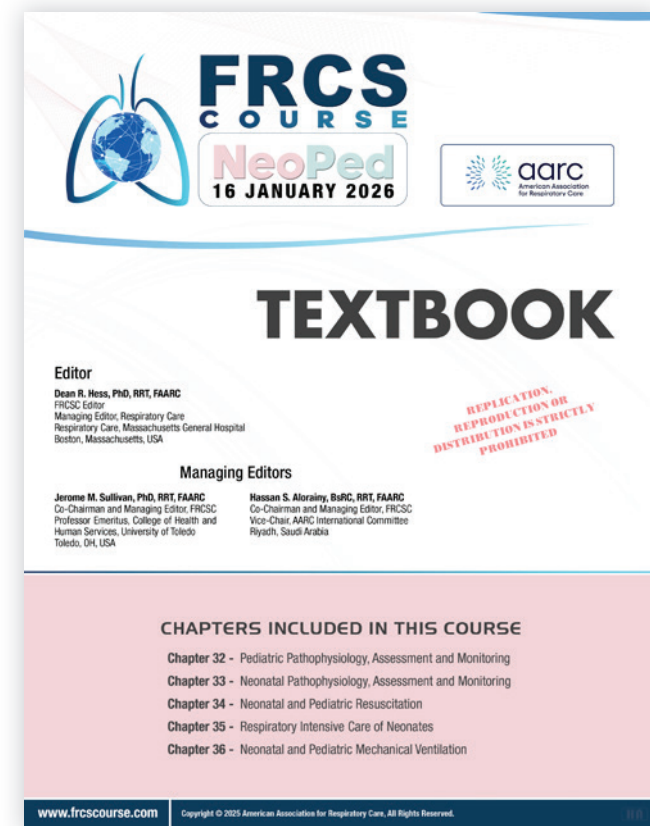 FRCS
COURSE
NeoPed
16 JANUARY 2026
aarc
American Association
for Respiratory Care
TEXTBOOK
Editor
Dean R. Hess, PhD, RRT, FAARC
FRCSC Editor
Managing Editor, Respiratory Care
Respiratory Care, Massachusetts General Hospital
Boston, Massachusetts, USA
REPLICATION,
REPRODUCTION OR
DISTRIBUTION IS STRICTLY
PROHIBITED
Managing Editors
Jerome M. Sullivan, PhD, RRT, FAARC
Co-Chairman and Managing Editor, FRCSC
Professor Emeritus, College of Health and
Human Services, University of Toledo
Toledo, OH, USA
Hassan S. Alorainy, BsRC, RRT, FAARC
Co-Chairman and Managing Editor, FRCSC
Vice-Chair, AARC International Committee
Riyadh, Saudi Arabia
CHAPTERS INCLUDED IN THIS COURSE
Chapter 32 - Pediatric Pathophysiology, Assessment and Monitoring
Chapter 33 - Neonatal Pathophysiology, Assessment and Monitoring
Chapter 34 - Neonatal and Pediatric Resuscitation
Chapter 35 - Respiratory Intensive Care of Neonates
Chapter 36 - Neonatal and Pediatric Mechanical Ventilation
www.frcscourse.com
Copyright © 2025 American Association for Respiratory Care, All Rights Reserved.